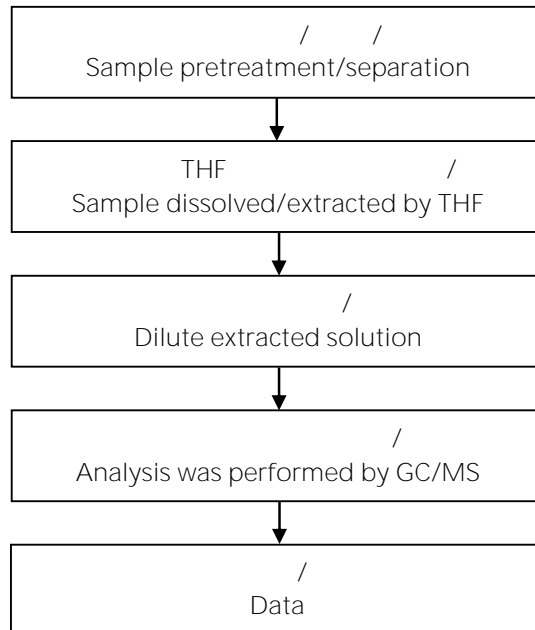 / /
Sample pretreatment/separation
THF /
Sample dissolved/extracted by THF
/
Dilute extracted solution
/
Analysis was performed by GC/MS
/
Data